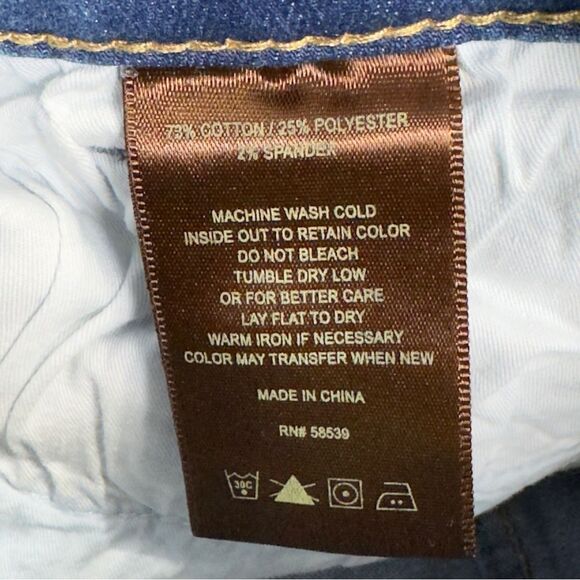 73% COTTON / 25% POLYESTER
2% SPANDEX
MACHINE WASH COLD
INSIDE OUT TO RETAIN COLOR
DO NOT BLEACH
TUMBLE DRY LOW
OR FOR BETTER CARE
LAY FLAT TO DRY
WARM IRON IF NECESSARY
COLOR MAY TRANSFER WHEN NEW
MADE IN CHINA
RN# 58539
30C